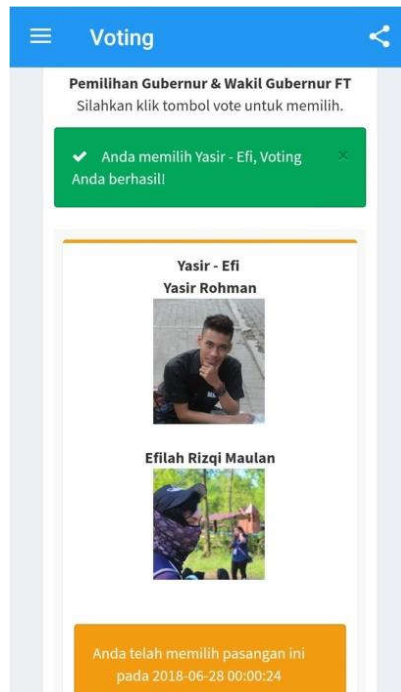 Voting
Pemilihan Gubernur & Wakil Gubernur FT
Silahkan klik tombol vote untuk memilih.
Anda memilih Yasir - Efi, Voting
Anda berhasil!
Yasir - Efi
Yasir Rohman
Efilah Rizqi Maulan
Anda telah memilih pasangan ini
pada 2018-06-28 00:00:24